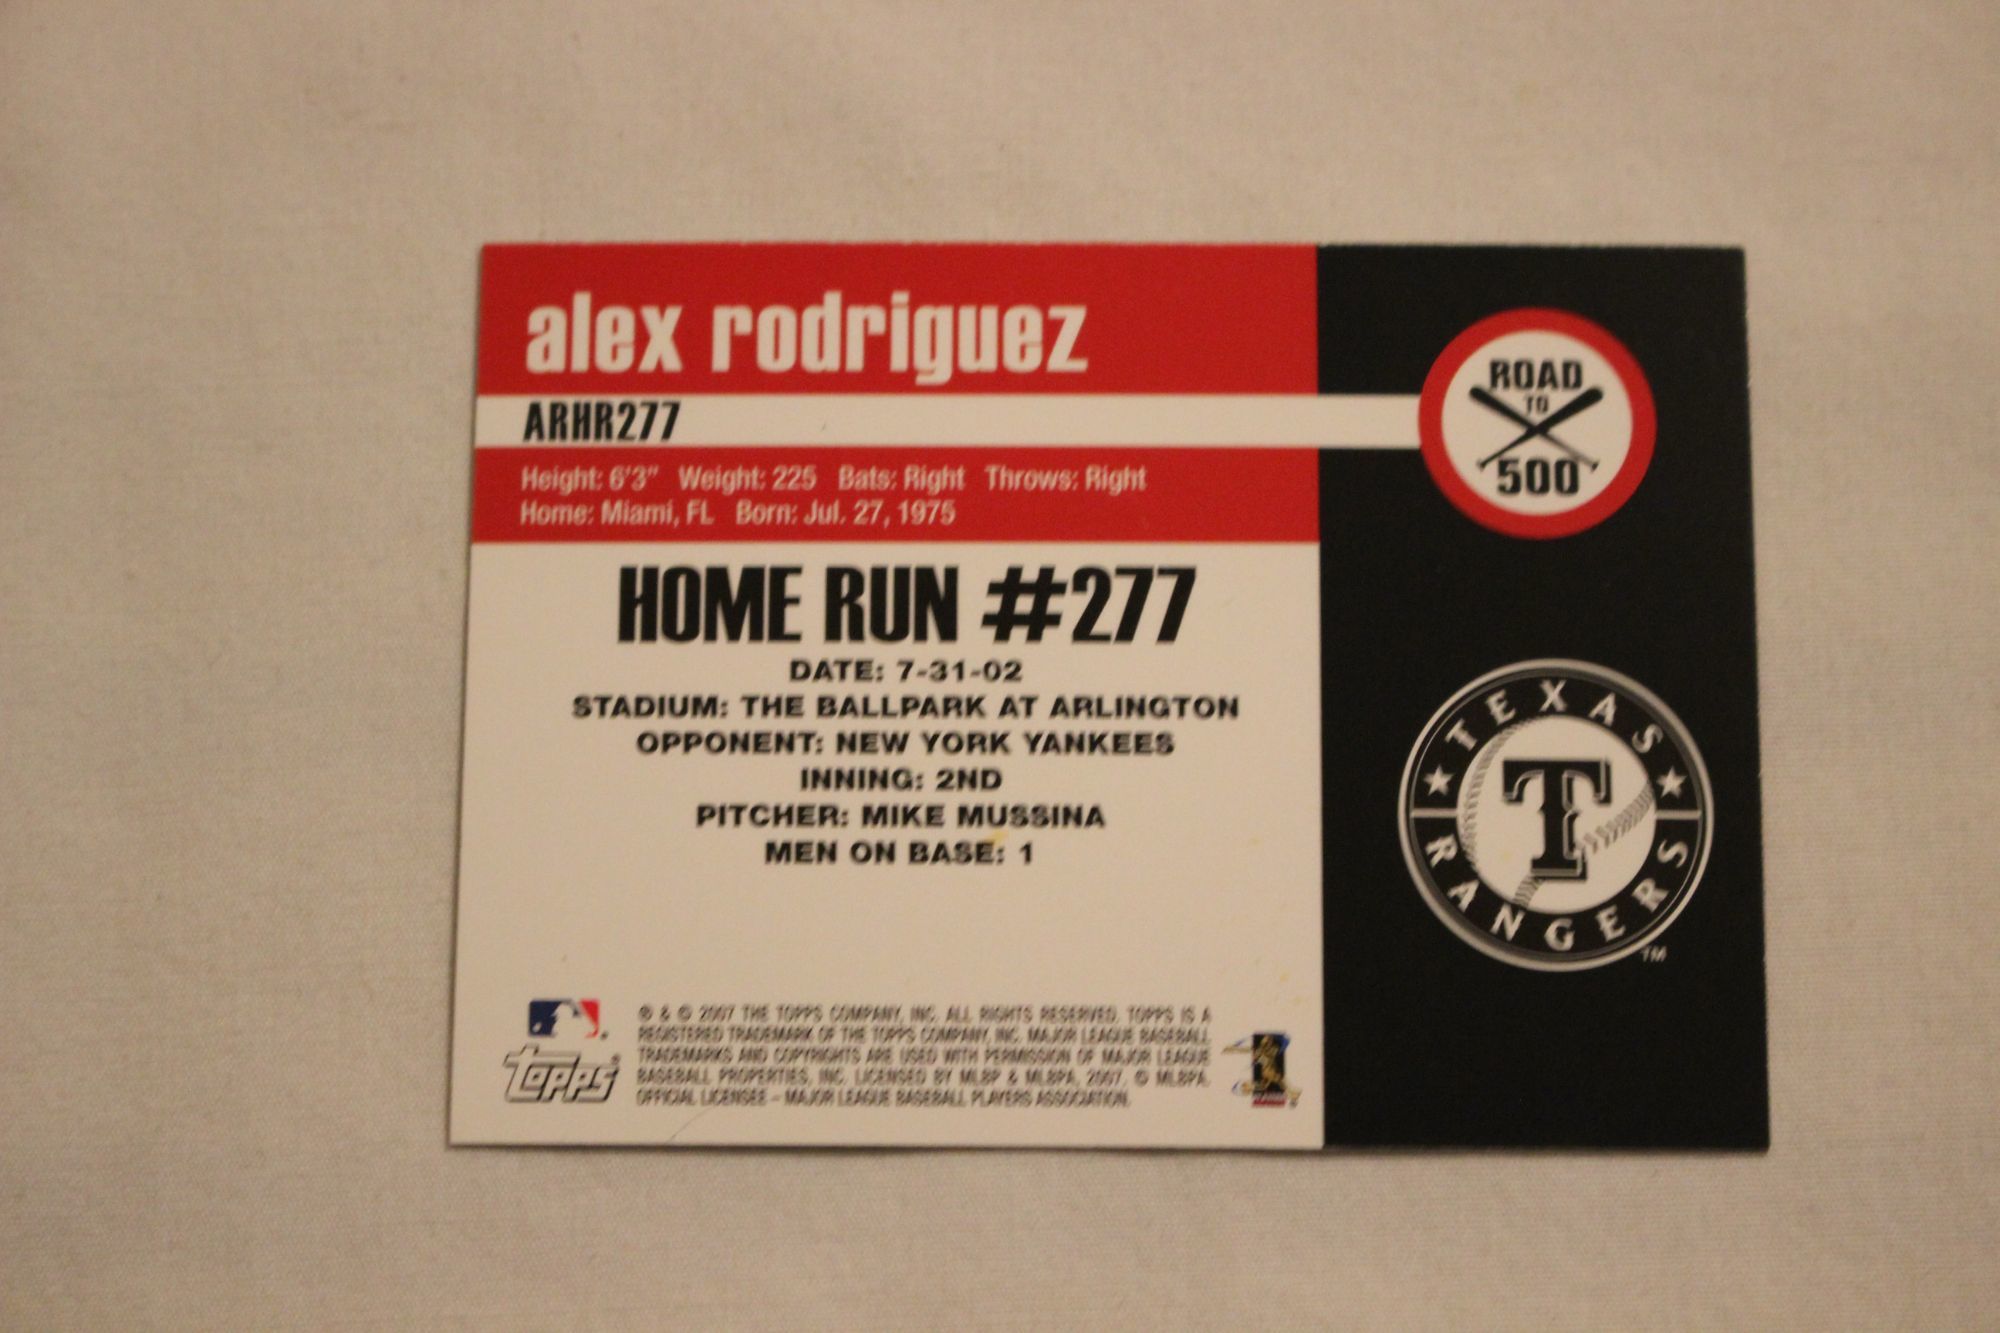 alex rodriguez
ARHR277
Height: 6'3" Weight: 225 Bats: Right Throws: Right
Home: Miami, FL Born: Jul. 27, 1975
ROAD
TO
500
HOME RUN #277
DATE: 7-31-02
STADIUM: THE BALLPARK AT ARLINGTON
OPPONENT: NEW YORK YANKEES
INNING: 2ND
PITCHER: MIKE MUSSINA
MEN ON BASE: 1
TEXAS
T
RANGERS
TM
Topps
® & © 2007 THE TOPPS COMPANY, INC. ALL RIGHTS RESERVED. TOPPS IS A
REGISTERED TRADEMARK OF THE TOPPS COMPANY, INC. MAJOR LEAGUE BASEBALL
TRADEMARKS AND COPYRIGHTS ARE USED WITH PERMISSION OF MAJOR LEAGUE
BASEBALL PROPERTIES, INC. LICENSED BY MLBP & MLBPA, 2007. © MLBPA.
OFFICIAL LICENSEE – MAJOR LEAGUE BASEBALL PLAYERS ASSOCIATION.